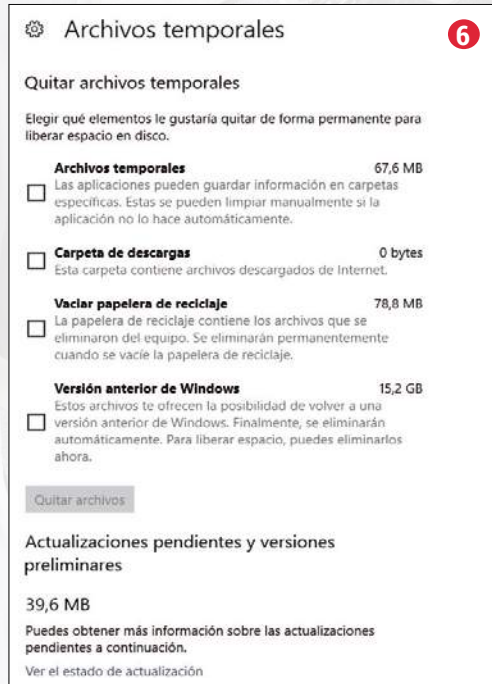 Archivos temporales
6
Quitar archivos temporales
Elegir qué elementos le gustaría quitar de forma permanente para
liberar espacio en disco.
Archivos temporales 67,6 MB
Las aplicaciones pueden guardar información en carpetas
específicas. Estas se pueden limpiar manualmente si la
aplicación no lo hace automáticamente.
Carpeta de descargas 0 bytes
Esta carpeta contiene archivos descargados de Internet.
Vaciar papelera de reciclaje 78,8 MB
La papelera de reciclaje contiene los archivos que se
eliminaron del equipo. Se eliminarán permanentemente
cuando se vacíe la papelera de reciclaje.
Versión anterior de Windows 15,2 GB
Estos archivos te ofrecen la posibilidad de volver a una
versión anterior de Windows. Finalmente, se eliminarán
automáticamente. Para liberar espacio, puedes eliminarlos
ahora.
Quitar archivos
Actualizaciones pendientes y versiones
preliminares
39,6 MB
Puedes obtener más información sobre las actualizaciones
pendientes a continuación.
Ver el estado de actualización